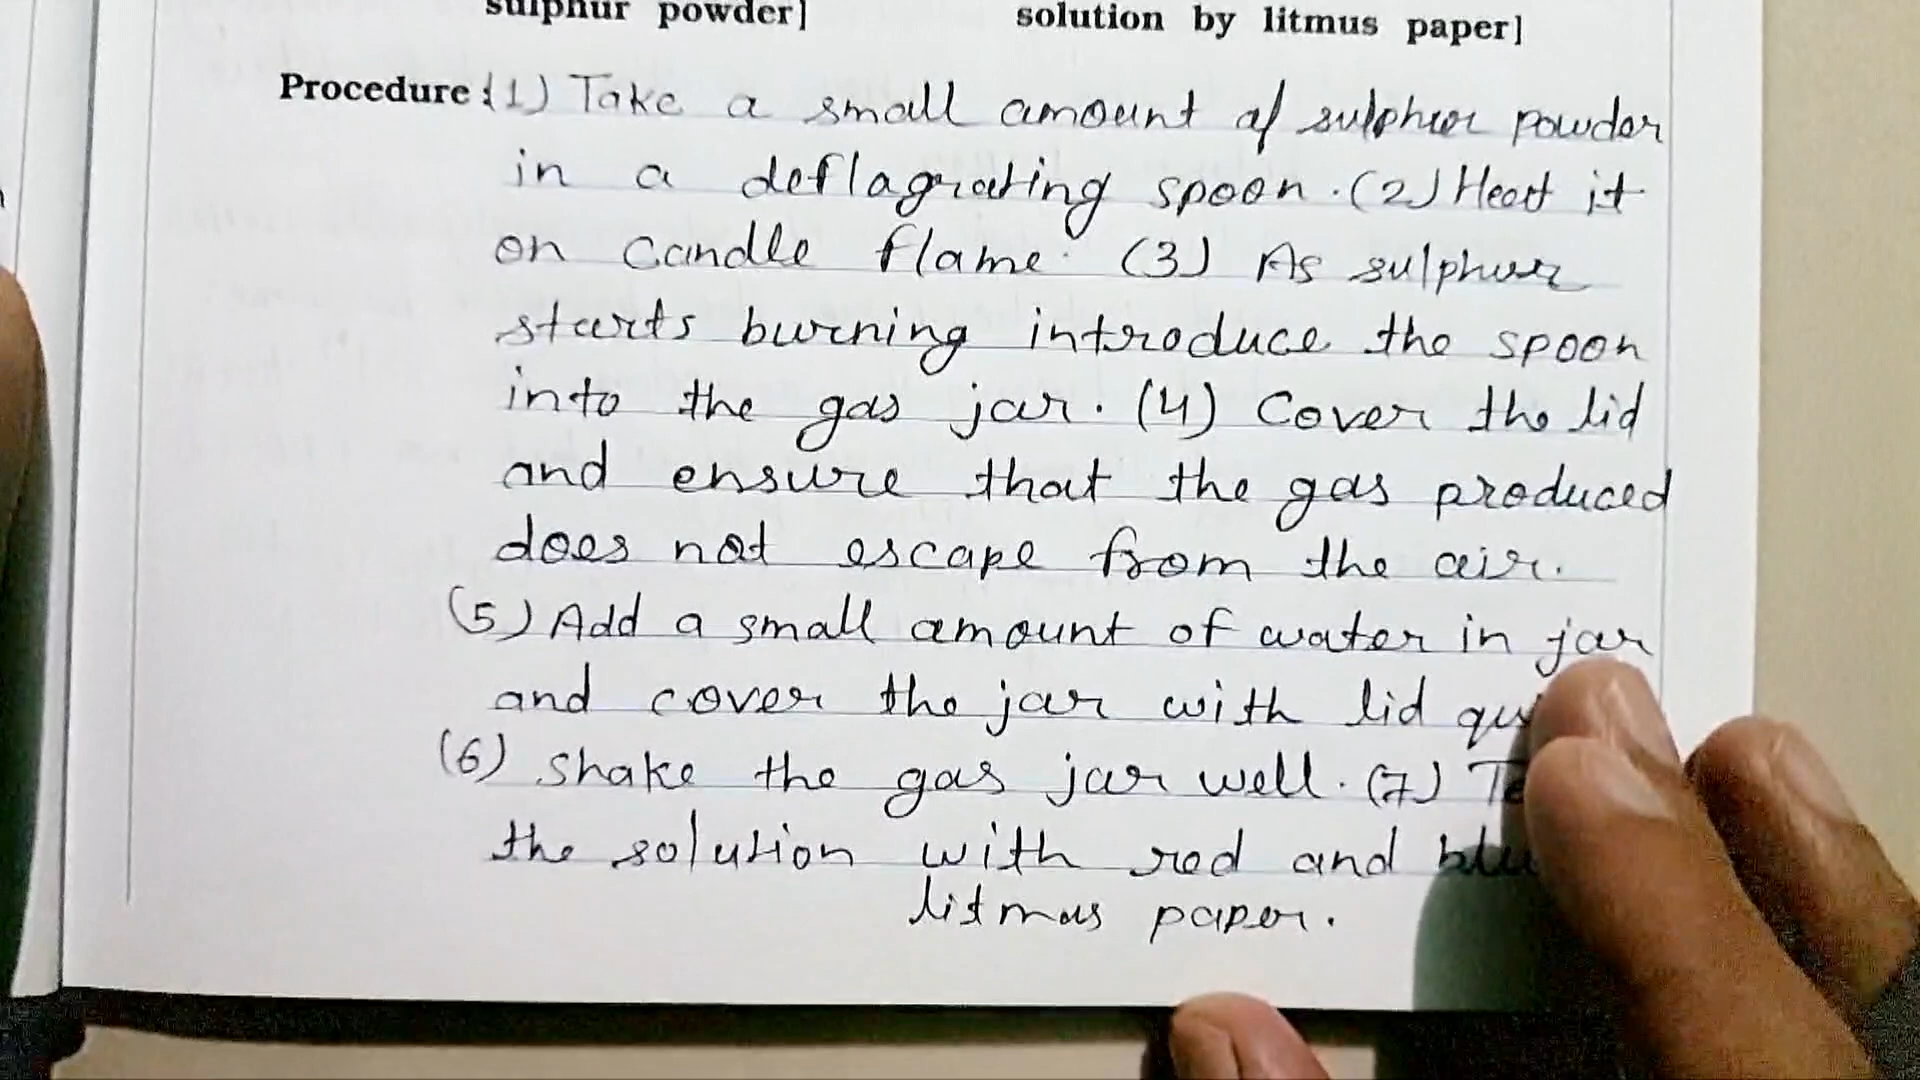 sulphur powder]
solution by litmus paper]
Procedure : (1) Take a small amount of sulphur powder
in a deflagrating spoon. (2) Heat it
on candle flame. (3) As sulphur
starts burning introduce the spoon
into the gas jar. (4) Cover the lid
and ensure that the gas produced
does not escape from the air.
(5) Add a small amount of water in jar
and cover the jar with lid
(6) Shake the gas jar well. (7)
the solution with red and
litmus paper.